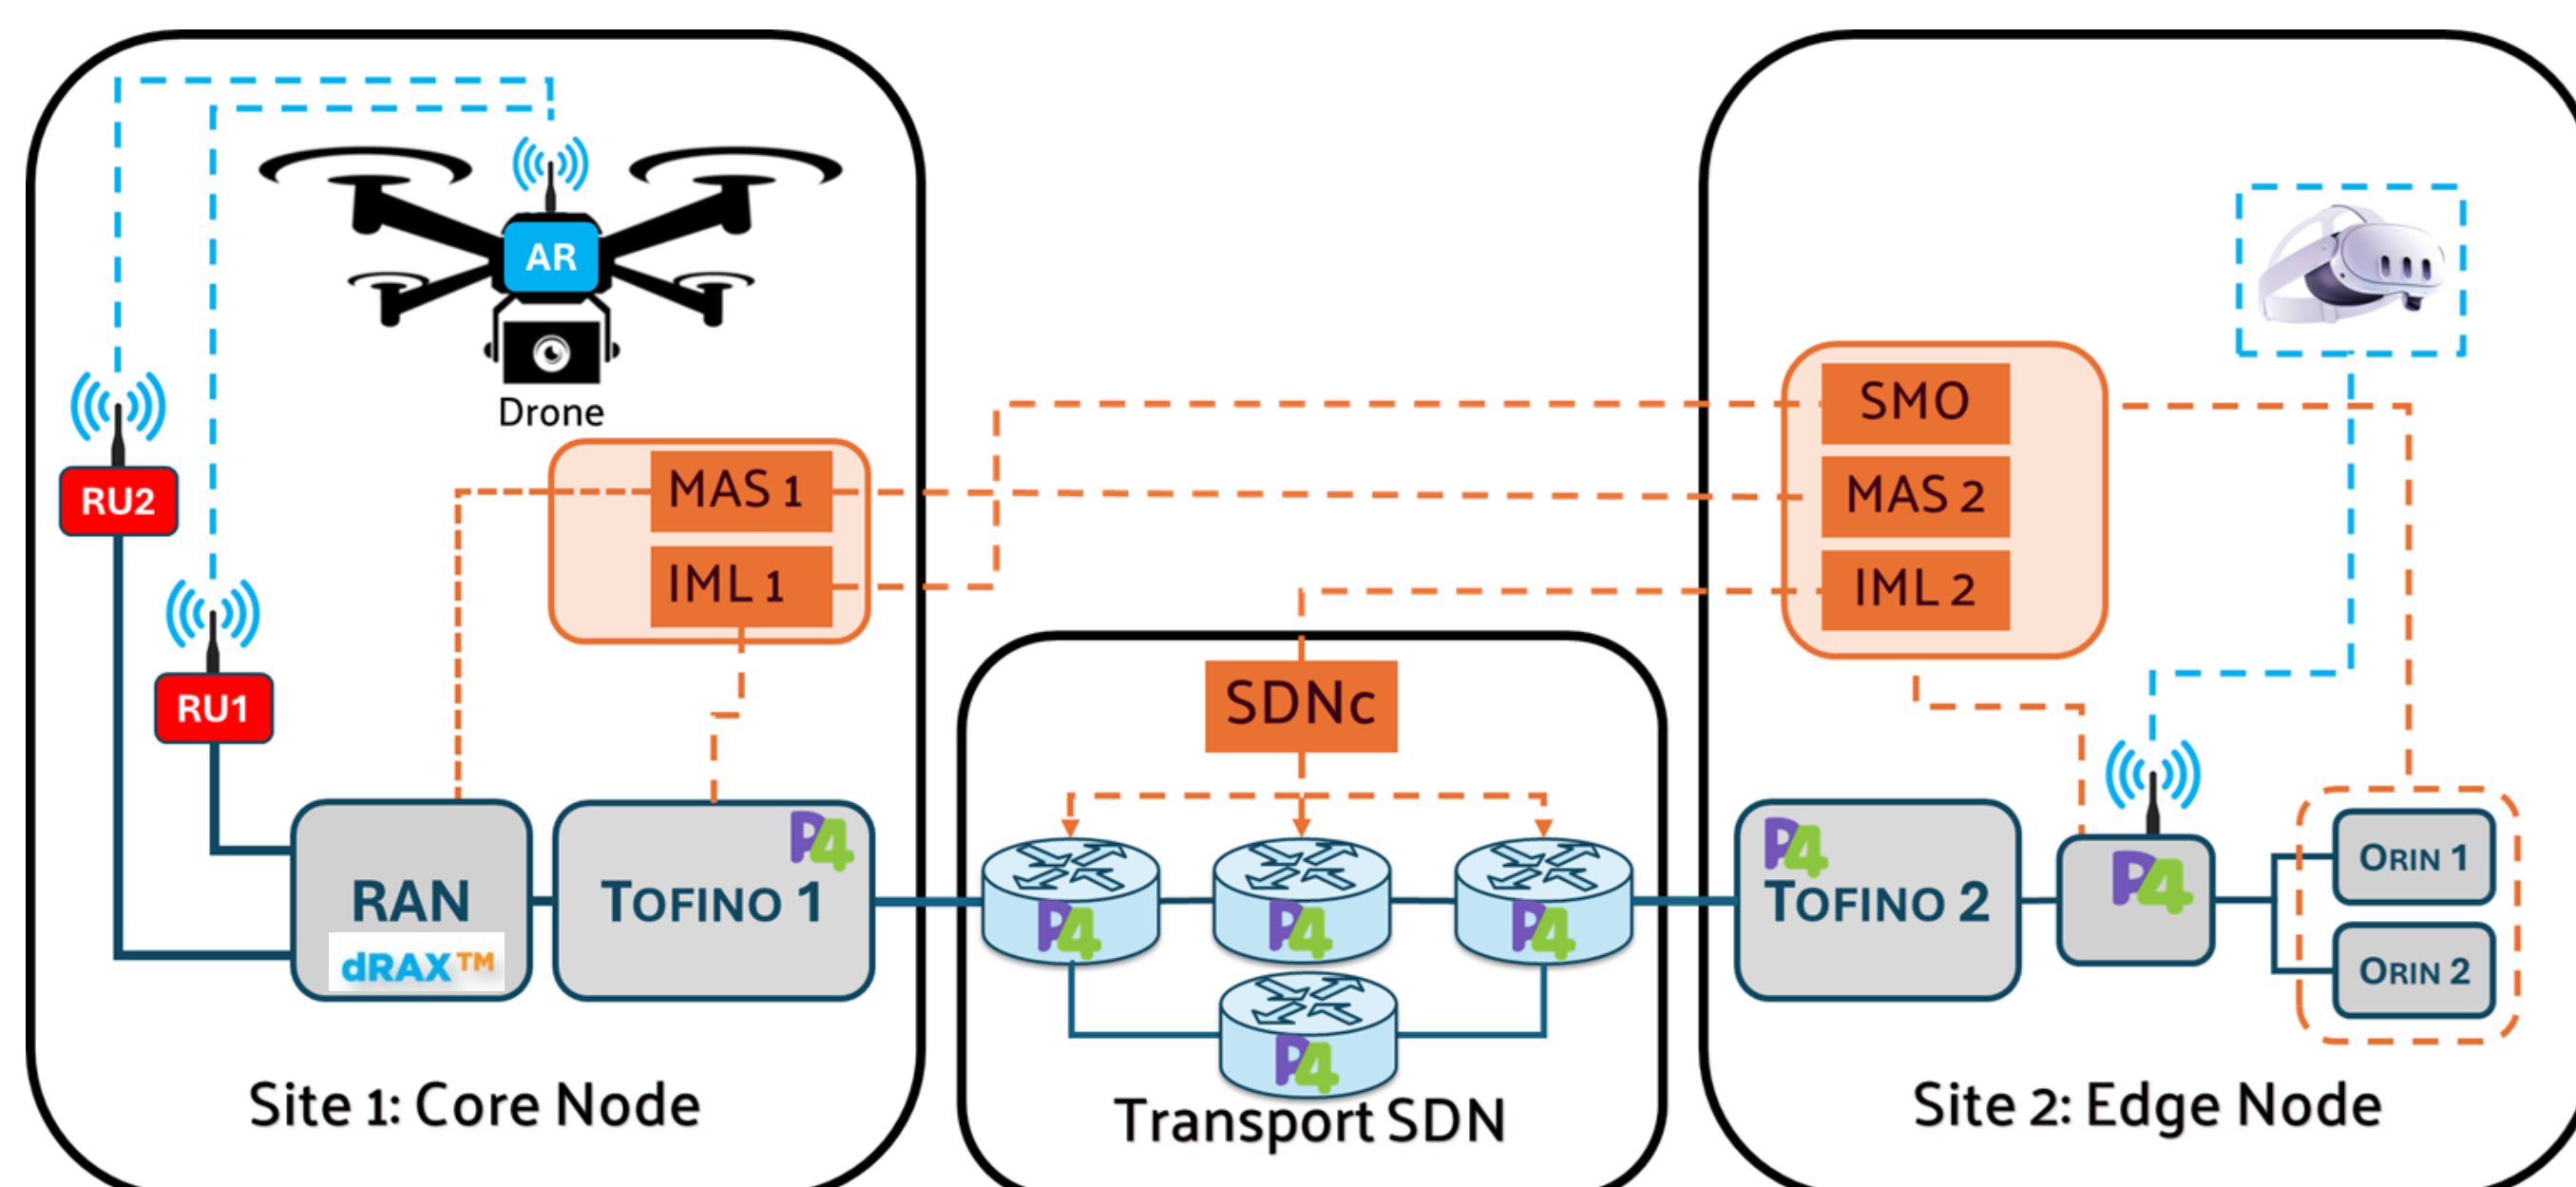 AR
Drone
RU2
RU1
MAS 1
IML 1
RAN
dRAX™
P4
TOFINO 1
Site 1: Core Node
SDNc
P4
P4
P4
P4
Transport SDN
SMO
MAS 2
IML 2
P4
TOFINO 2
P4
ORIN 1
ORIN 2
Site 2: Edge Node